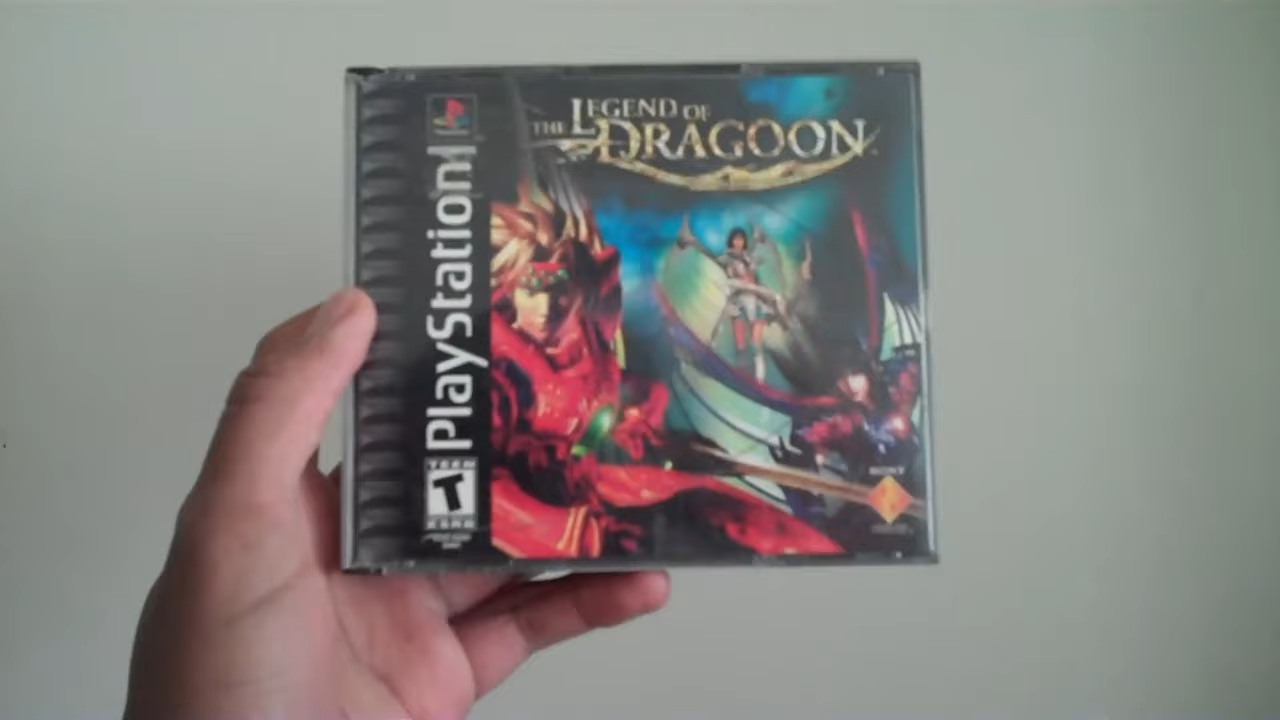 THE LEGEND OF
DRAGOON
PlayStation
TEEN
T
ESRB
SONY